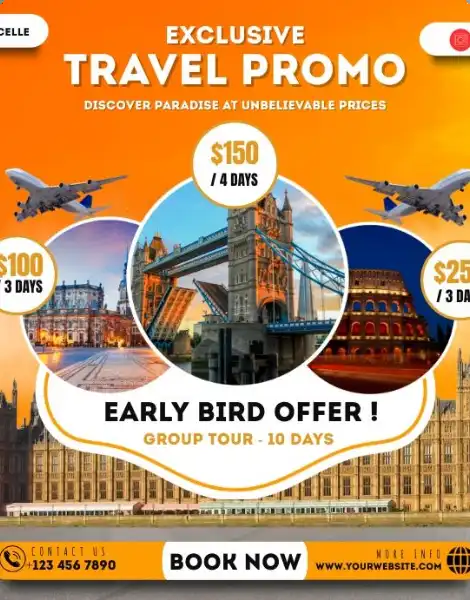 CELLE
EXCLUSIVE
TRAVEL PROMO
DISCOVER PARADISE AT UNBELIEVABLE PRICES
$150
/ 4 DAYS
$100
/ 3 DAYS
$25
/ 3 DA
EARLY BIRD OFFER !
GROUP TOUR - 10 DAYS
CONTACT US
+123 456 7890
BOOK NOW
MORE INFO
WWW.YOURWEBSITE.COM